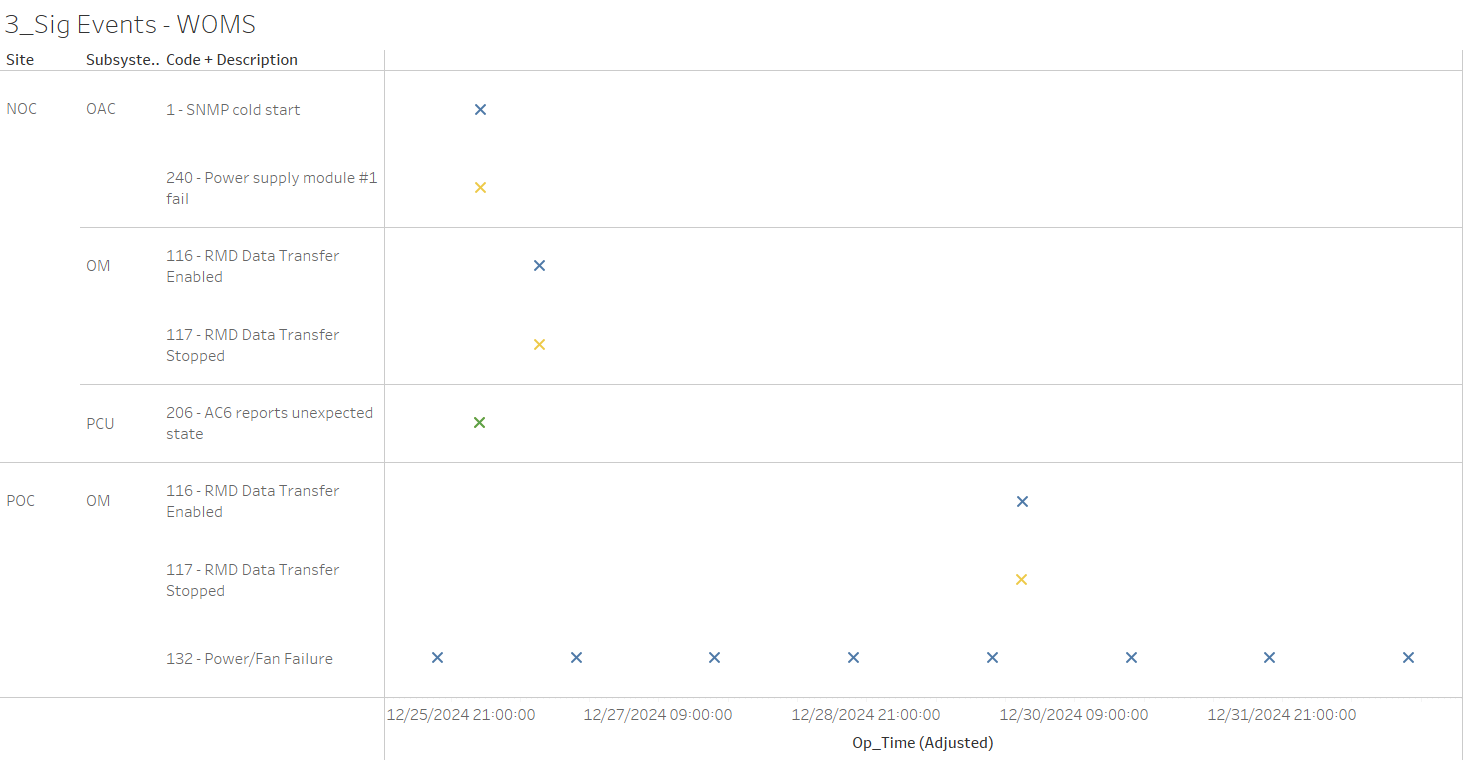 3_Sig Events - WOMS
Site Subsyste.. Code + Description
NOC OAC 1 - SNMP cold start
240 - Power supply module #1
fail
OM 116 - RMD Data Transfer
Enabled
117 - RMD Data Transfer
Stopped
PCU 206 - AC6 reports unexpected
state
POC OM 116 - RMD Data Transfer
Enabled
117 - RMD Data Transfer
Stopped
132 - Power/Fan Failure
12/25/2024 21:00:00 12/27/2024 09:00:00 12/28/2024 21:00:00 12/30/2024 09:00:00 12/31/2024 21:00:00
Op_Time (Adjusted)